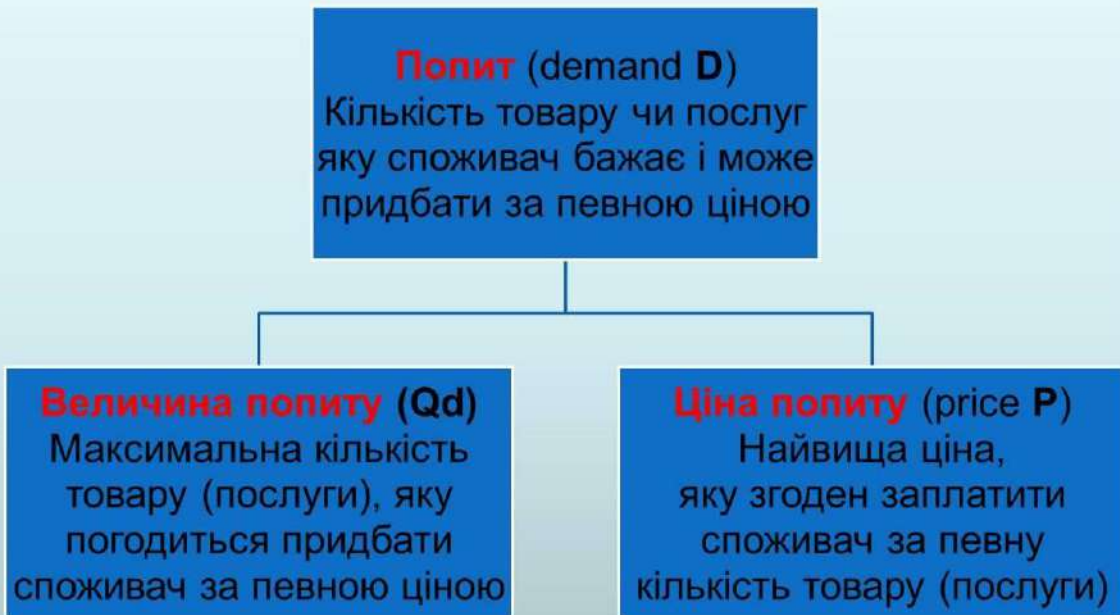 Попит (demand D)
Кількість товару чи послуг
яку споживач бажає і може
придбати за певною ціною
Величина попиту (Qd)
Максимальна кількість
товару (послуги), яку
погодиться придбати
споживач за певною ціною
Ціна попиту (price P)
Найвища ціна,
яку згоден заплатити
споживач за певну
кількість товару (послуги)